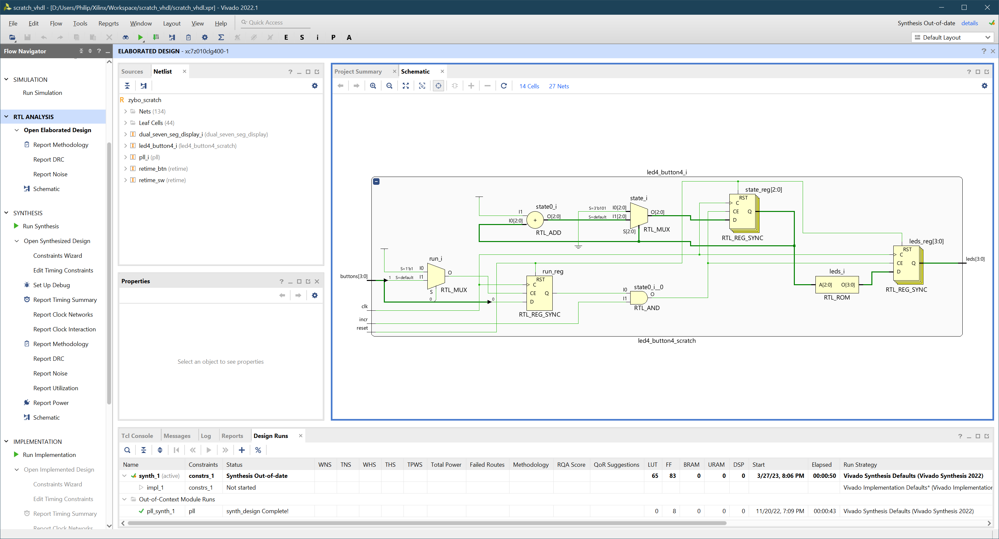 scratch_vhdl - [D:/Users/Philip/Xilinx/Workspace/scratch_vhdl/scratch_vhdl.xpr] - Vivado 2022.1
File Edit Flow Tools Reports Window Layout View Help Quick Access
Synthesis Out-of-date details
E S i P A
Default Layout
Flow Navigator
ELABORATED DESIGN - xc7z010clg400-1
SIMULATION
Run Simulation
RTL ANALYSIS
Open Elaborated Design
Report Methodology
Report DRC
Report Noise
Schematic
SYNTHESIS
Run Synthesis
Open Synthesized Design
Constraints Wizard
Edit Timing Constraints
Set Up Debug
Report Timing Summary
Report Clock Networks
Report Clock Interaction
Report Methodology
Report DRC
Report Noise
Report Utilization
Report Power
Schematic
IMPLEMENTATION
Run Implementation
Open Implemented Design
Constraints Wizard
Edit Timing Constraints
Report Timing Summary
Report Clock Networks
Sources Netlist
R zybo_scratch
Nets (134)
Leaf Cells (44)
dual_seven_seg_display_i (dual_seven_seg_display)
led4_button4_i (led4_button4_scratch)
pll_i (pll)
retime_btn (retime)
retime_sw (retime)
Properties
Select an object to see properties
Project Summary Schematic
14 Cells 27 Nets
led4_button4_i
state_reg[2:0]
RST
C
CE Q
D
RTL_REG_SYNC
state_i
S=3'b101 I0[2:0]
S=default I1[2:0]
O[2:0]
S[2:0]
RTL_MUX
state0_i
I1
I0[2:0]
+
O[2:0]
RTL_ADD
leds_reg[3:0]
RST
C
CE Q
D
RTL_REG_SYNC
leds[3:0]
run_i
S=1'b1 I0
S=default I1
O
S
RTL_MUX
buttons[3:0]
1
0
0
run_reg
RST
C
CE Q
D
RTL_REG_SYNC
state0_i__0
I0
I1
O
RTL_AND
leds_i
A[2:0] O[3:0]
RTL_ROM
clk
incr
reset
led4_button4_scratch
Tcl Console Messages Log Reports Design Runs
Name Constraints Status WNS TNS WHS THS TPWS Total Power Failed Routes Methodology RQA Score QoR Suggestions LUT FF BRAM URAM DSP Start Elapsed Run Strategy
synth_1 (active) constrs_1 Synthesis Out-of-date 65 83 0 0 0 3/27/23, 8:06 PM 00:00:50 Vivado Synthesis Defaults (Vivado Synthesis 2022)
impl_1 constrs_1 Not started Vivado Implementation Defaults* (Vivado Implementation
Out-of-Context Module Runs
pll_synth_1 pll synth_design Complete! 0 8 0 0 0 11/20/22, 7:09 PM 00:00:43 Vivado Synthesis Defaults (Vivado Synthesis 2022)